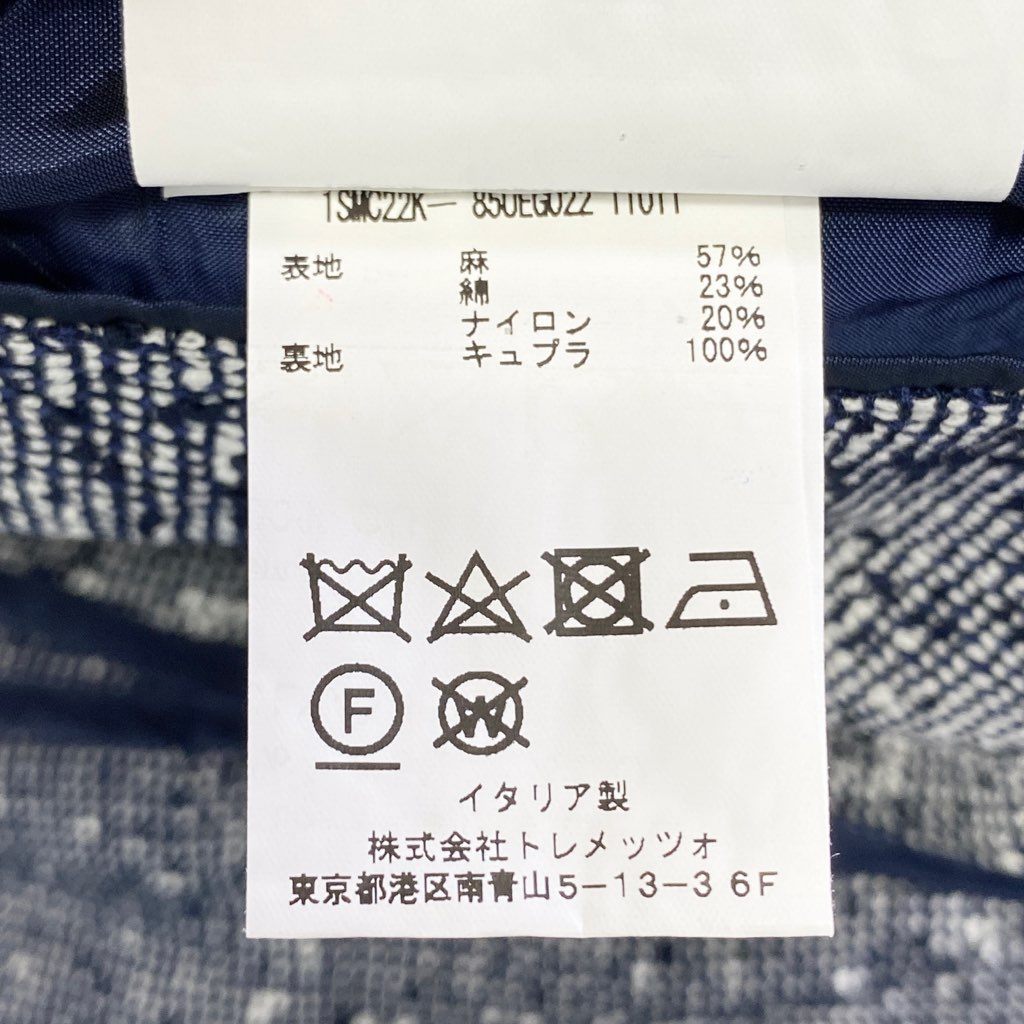 1SMC22K- 850EG022 11011
表地 麻 57%
綿 23%
ナイロン 20%
裏地 キュプラ 100%
F W
イタリア製
株式会社トレメッツォ
東京都港区南青山5-13-3 6F